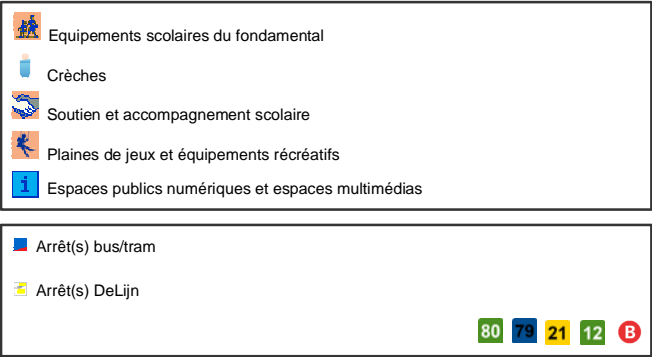 Equipements scolaires du fondamental
Crèches
Soutien et accompagnement scolaire
Plaines de jeux et équipements récréatifs
i Espaces publics numériques et espaces multimédias
Arrêt(s) bus/tram
Arrêt(s) DeLijn
80 79 21 12 B